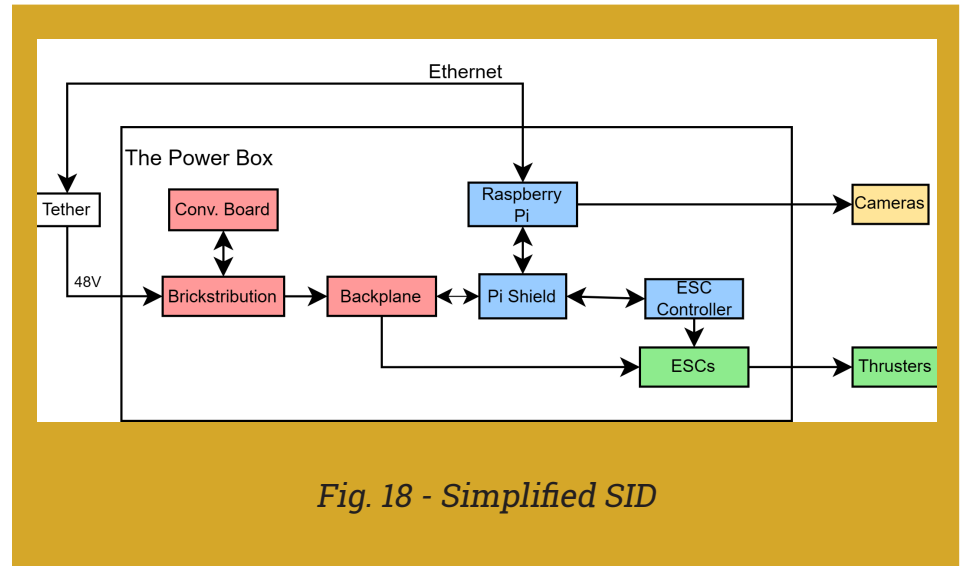 Ethernet
The Power Box
Tether
Conv. Board
Raspberry
Pi
Cameras
48V
Brickstribution
Backplane
Pi Shield
ESC
Controller
ESCs
Thrusters
Fig. 18 - Simplified SID